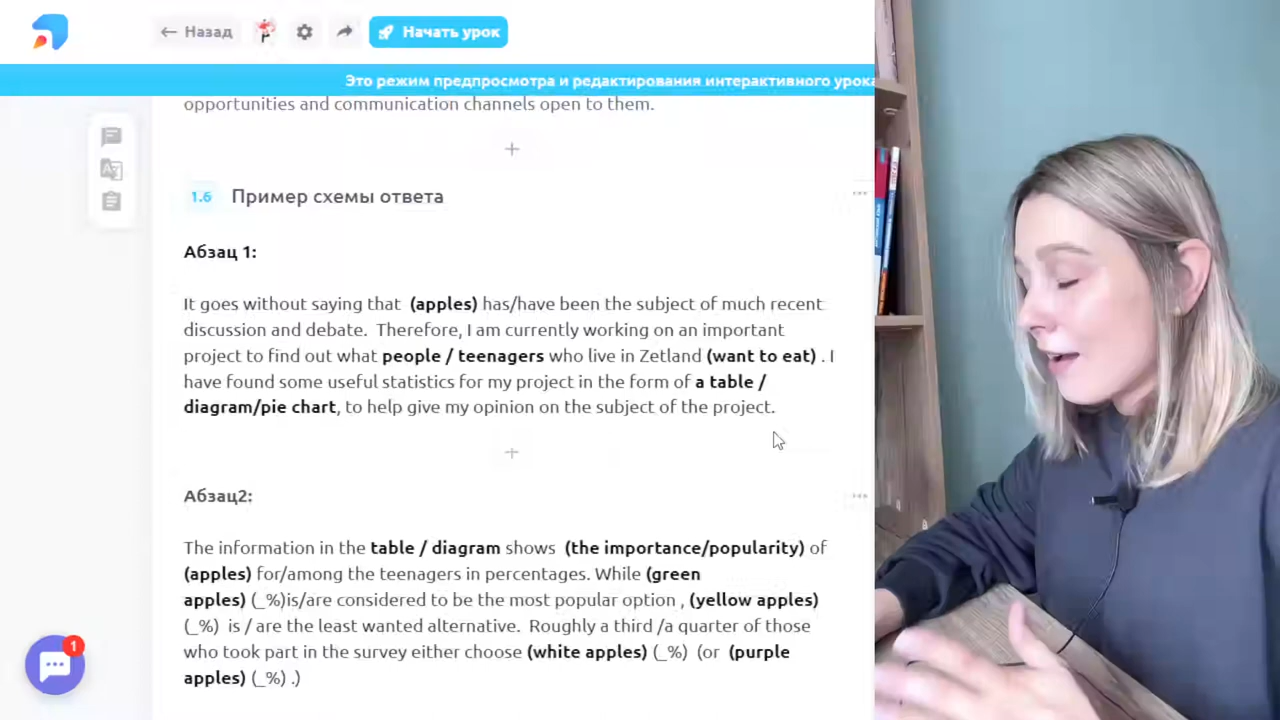 Назад
Начать урок
Это режим предпросмотра и редактирования интерактивного урока
opportunities and communication channels open to them.
1.6 Пример схемы ответа
Абзац 1:
It goes without saying that (apples) has/have been the subject of much recent
discussion and debate. Therefore, I am currently working on an important
project to find out what people / teenagers who live in Zetland (want to eat) . I
have found some useful statistics for my project in the form of a table /
diagram/pie chart, to help give my opinion on the subject of the project.
Абзац2:
The information in the table / diagram shows (the importance/popularity) of
(apples) for/among the teenagers in percentages. While (green
apples) (_%)is/are considered to be the most popular option , (yellow apples)
(_%) is / are the least wanted alternative. Roughly a third /a quarter of those
who took part in the survey either choose (white apples) (_%) (or (purple
apples) (_%) .)
1